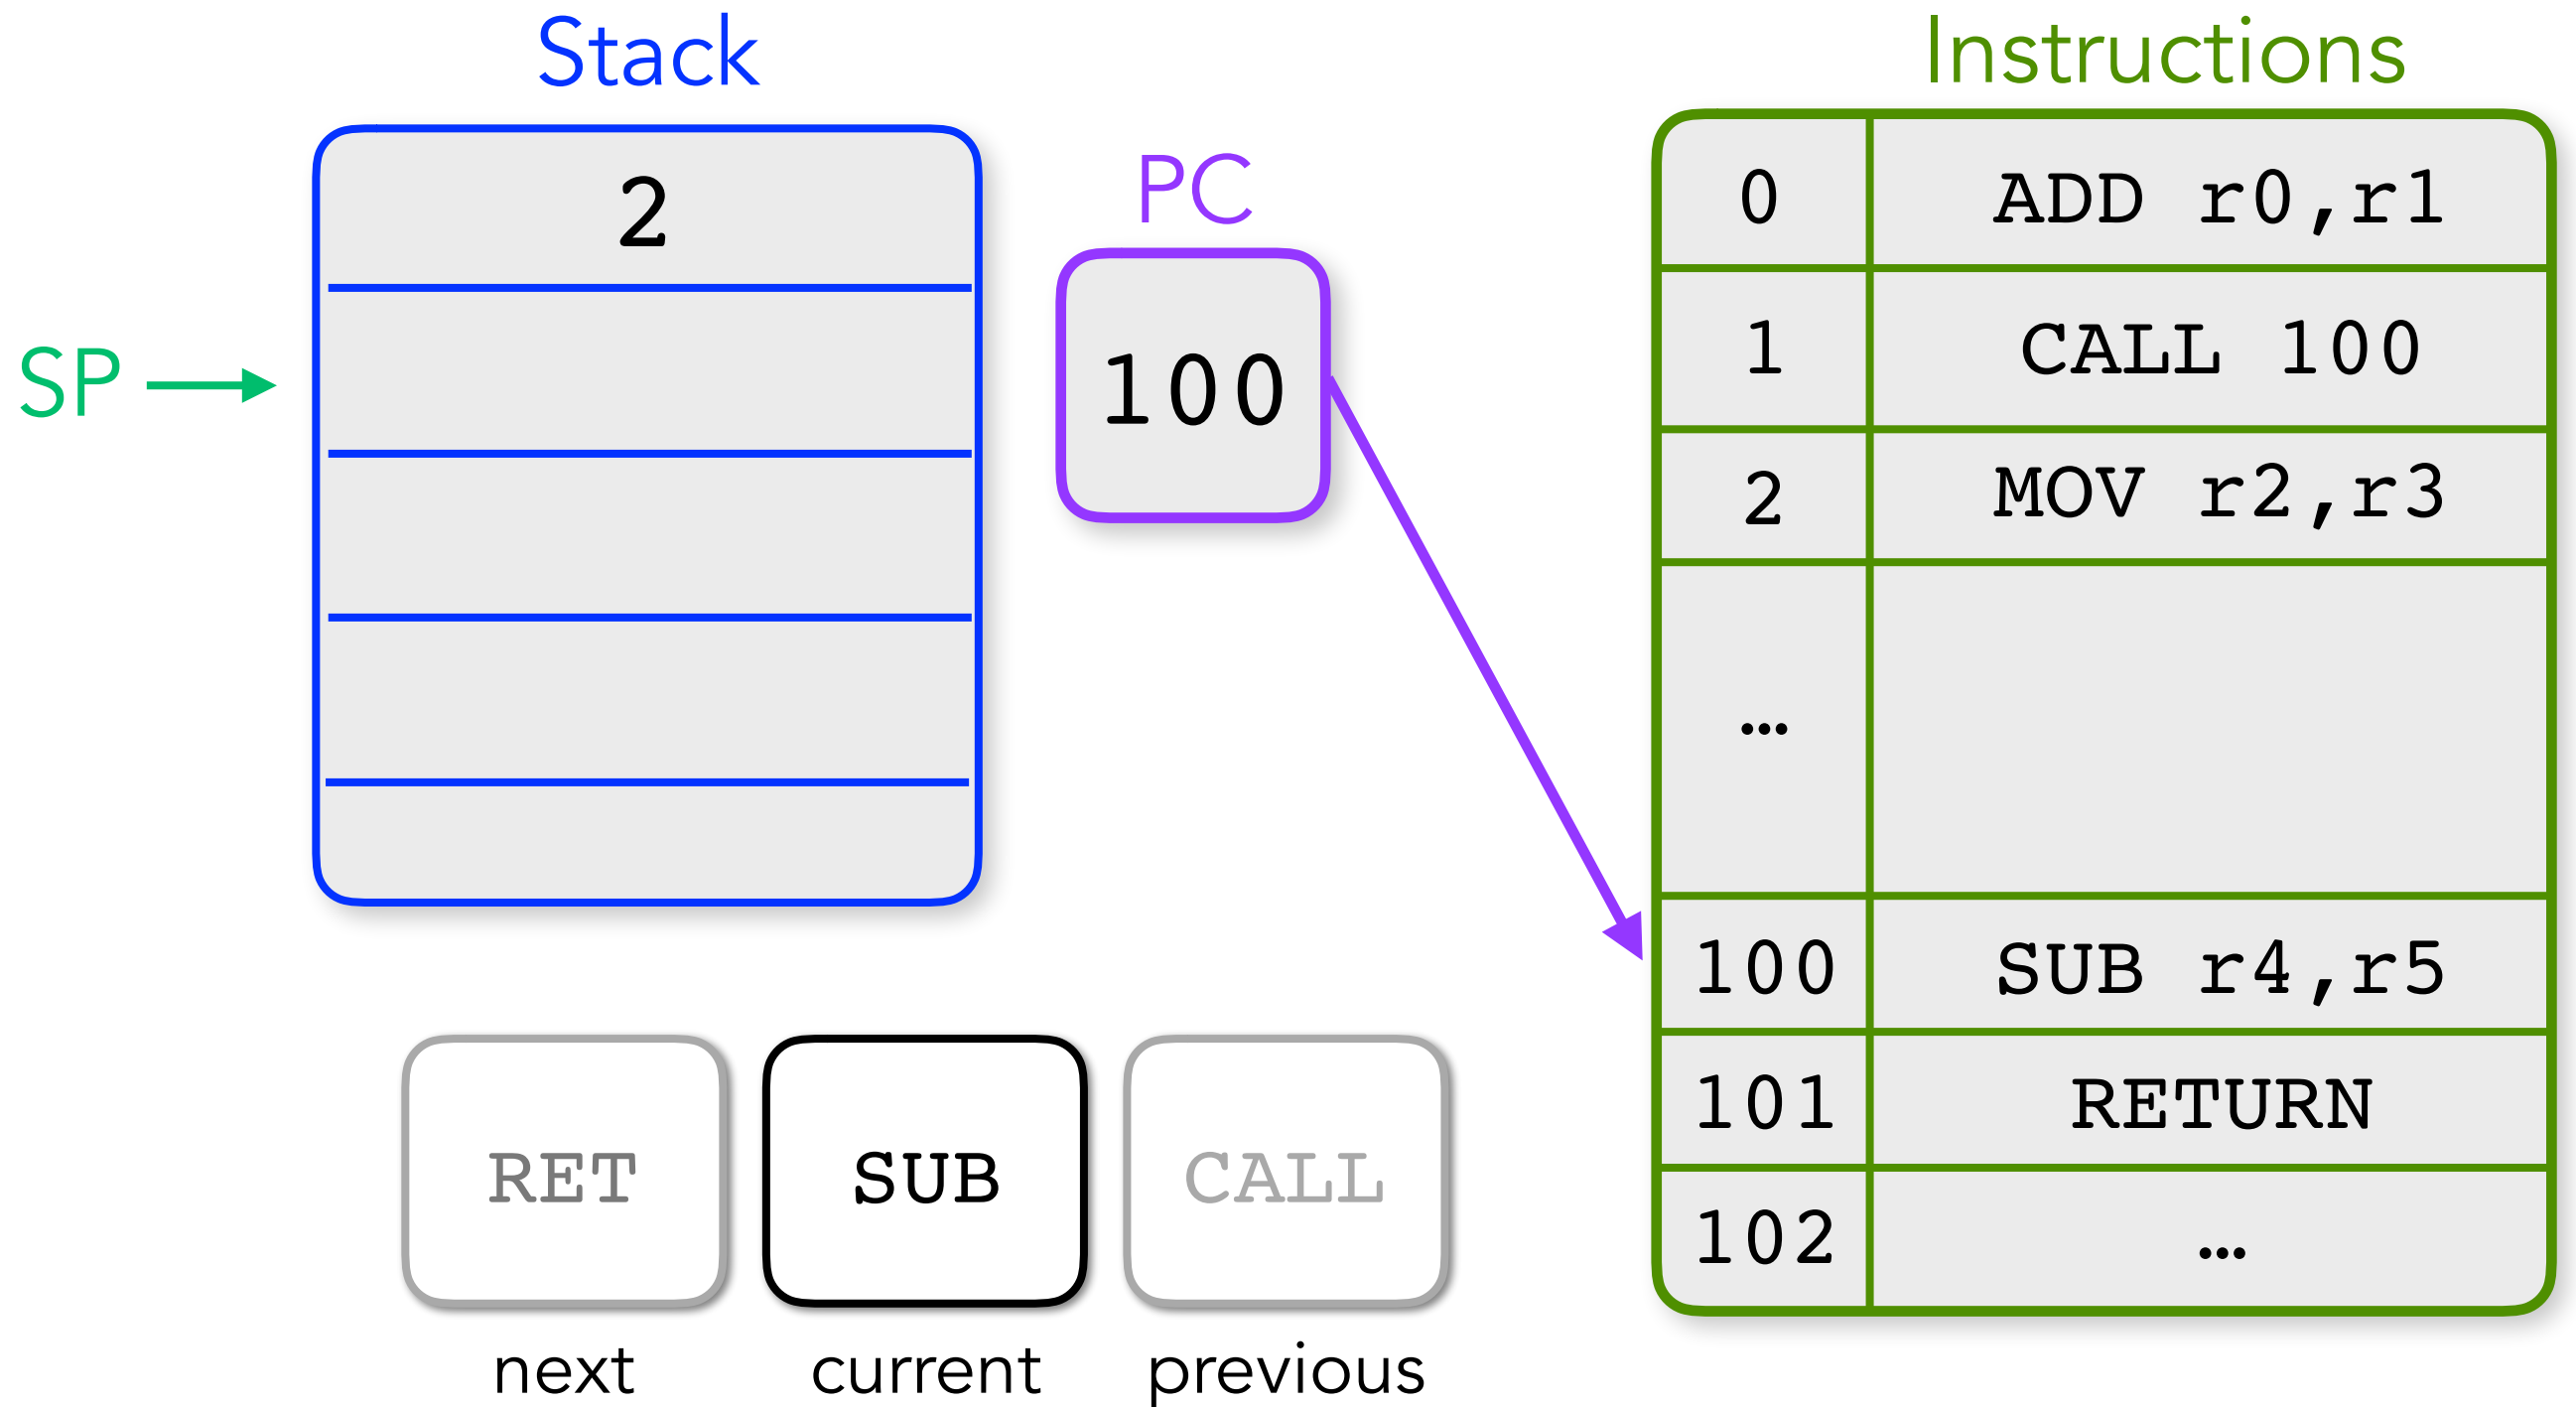 Stack
2
SP
PC
100
Instructions
0 ADD r0,r1
1 CALL 100
2 MOV r2,r3
…
100 SUB r4,r5
101 RETURN
102 …
RET SUB CALL
next current previous